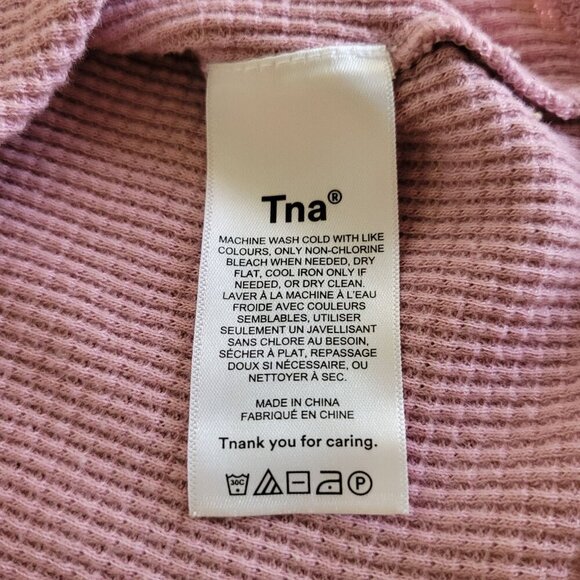 Tna®
MACHINE WASH COLD WITH LIKE
COLOURS, ONLY NON-CHLORINE
BLEACH WHEN NEEDED, DRY
FLAT, COOL IRON ONLY IF
NEEDED, OR DRY CLEAN.
LAVER À LA MACHINE À L'EAU
FROIDE AVEC COULEURS
SEMBLABLES, UTILISER
SEULEMENT UN JAVELLISANT
SANS CHLORE AU BESOIN,
SÉCHER À PLAT, REPASSAGE
DOUX SI NÉCESSAIRE, OU
NETTOYER À SEC.
MADE IN CHINA
FABRIQUÉ EN CHINE
Tnank you for caring.
30C P